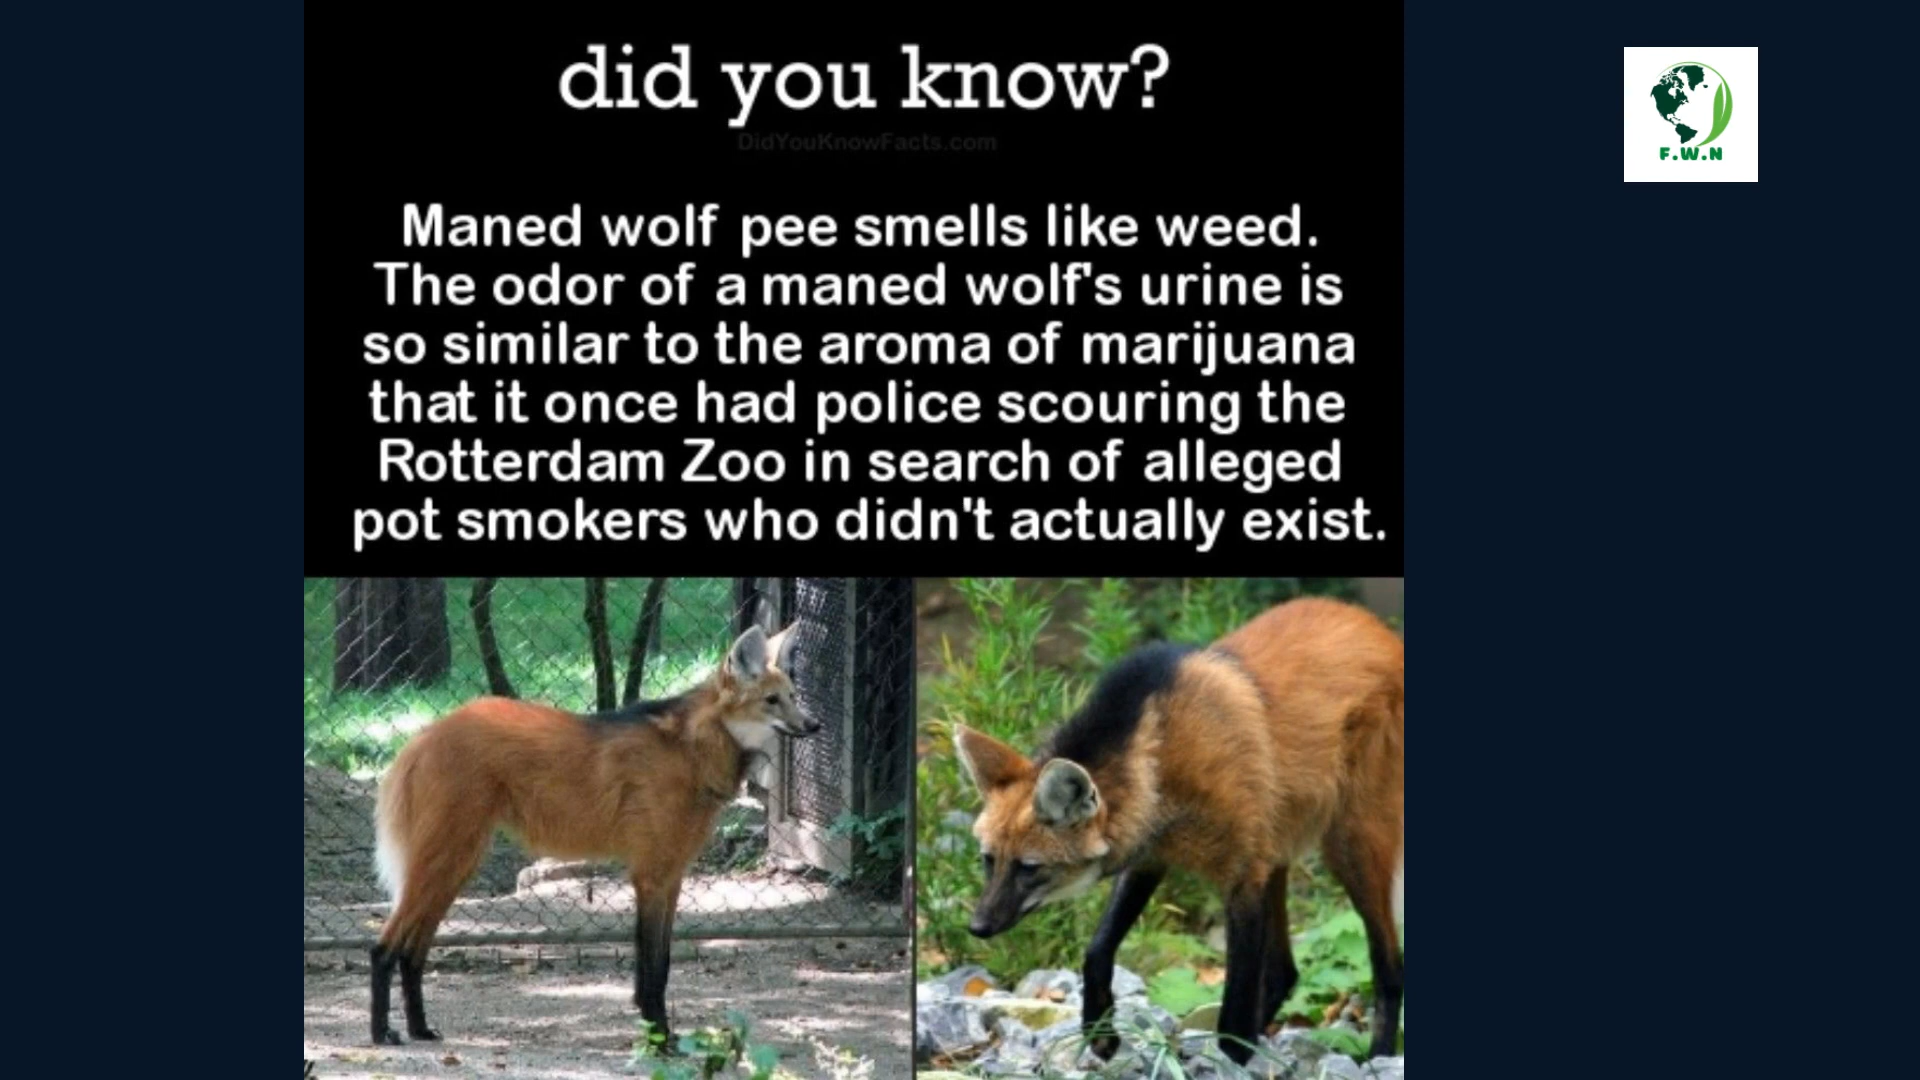 did you know?
DidYouKnowFacts.com
Maned wolf pee smells like weed.
The odor of a maned wolf's urine is
so similar to the aroma of marijuana
that it once had police scouring the
Rotterdam Zoo in search of alleged
pot smokers who didn't actually exist.
F.W.N